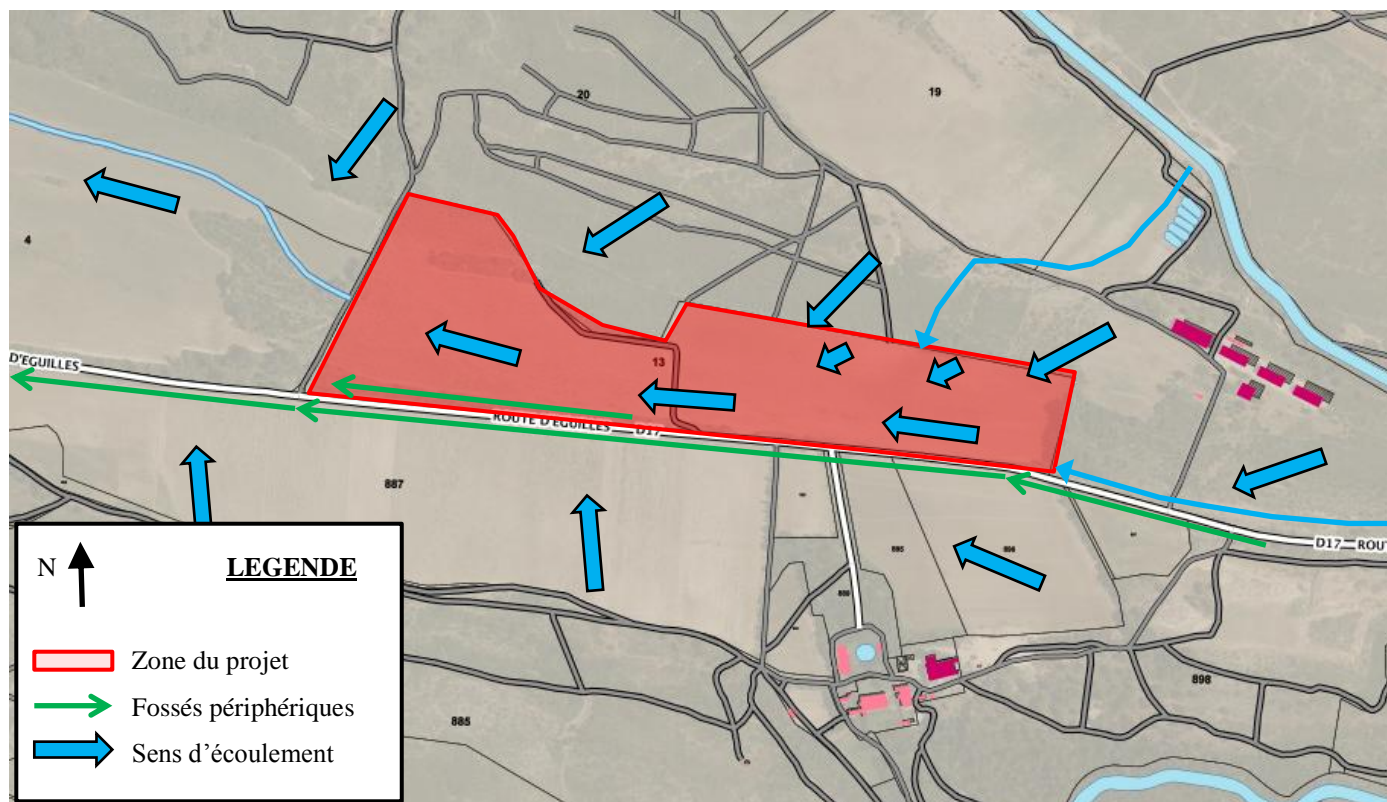 20
19
4
D'EGUILLES
13
ROUTE D'EGUILLES D17
887
D17 ROUT
895
898
885
N
LEGENDE
Zone du projet
Fossés périphériques
Sens d'écoulement